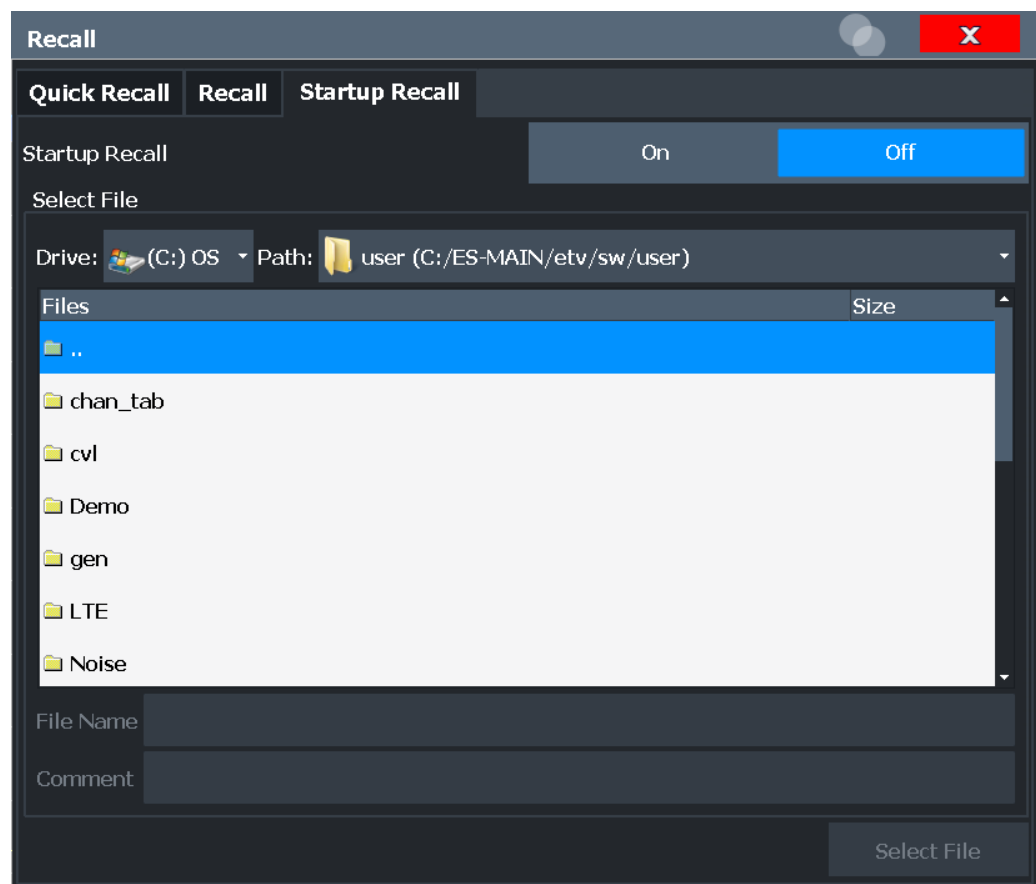 Recall
X
Quick Recall Recall Startup Recall
Startup Recall On Off
Select File
Drive: (C:) OS Path: user (C:/ES-MAIN/etv/sw/user)
Files Size
..
chan_tab
cvl
Demo
gen
LTE
Noise
File Name
Comment
Select File